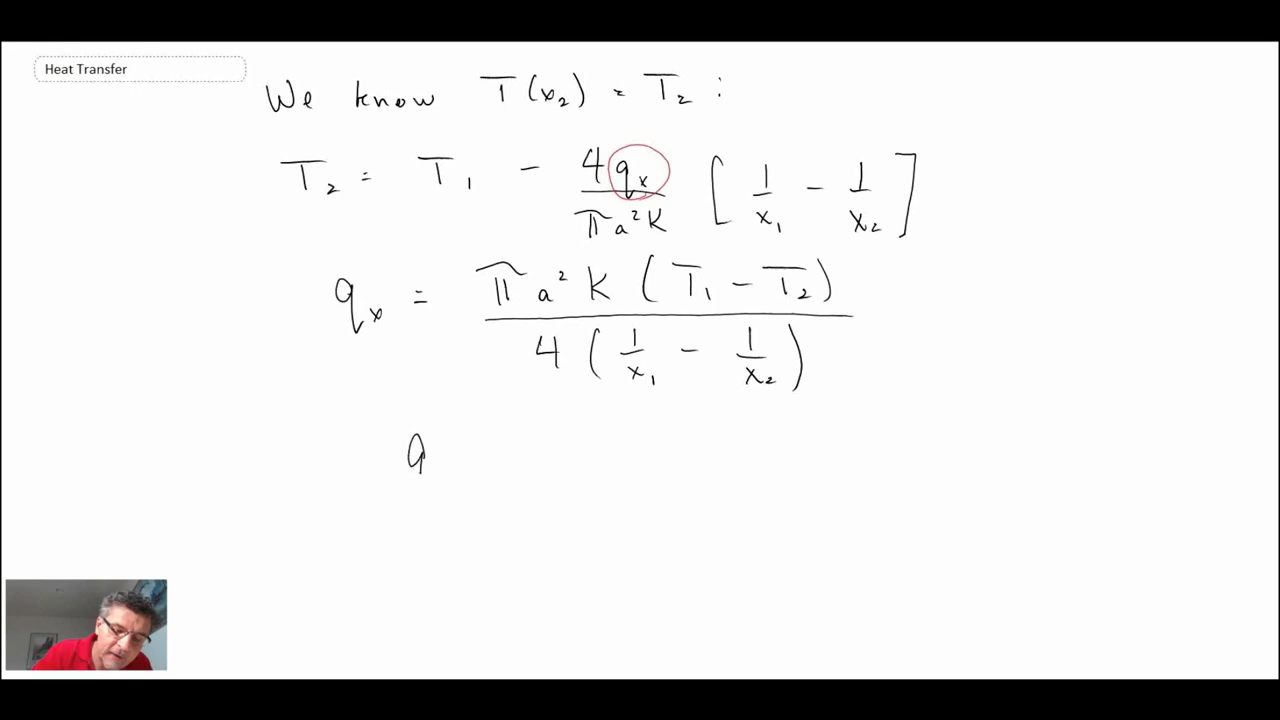 Heat Transfer
We know T(x₂) = T₂ :
T₂ = T₁ - 4qₓ/πa²k [1/x₁ - 1/x₂]
qₓ = πa²k (T₁ - T₂) / 4 (1/x₁ - 1/x₂)
q